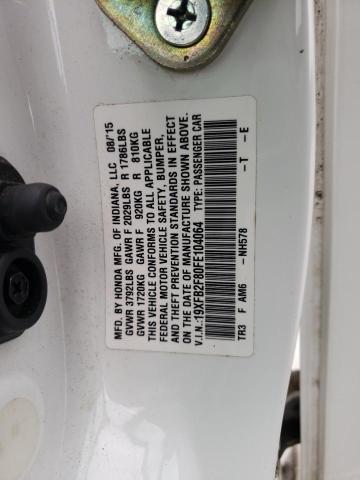 MFD. BY HONDA MFG. OF INDIANA, LLC 08/'15
GVWR 3792LBS GAWR F 2029LBS R 1786LBS
GVWR 1720KG GAWR F 920KG R 810KG
THIS VEHICLE CONFORMS TO ALL APPLICABLE
FEDERAL MOTOR VEHICLE SAFETY, BUMPER,
AND THEFT PREVENTION STANDARDS IN EFFECT
ON THE DATE OF MANUFACTURE SHOWN ABOVE.
V.I.N.:19XFB2F80FE104064 TYPE: PASSENGER CAR
TR3 F AM6 -NH578 -T -E